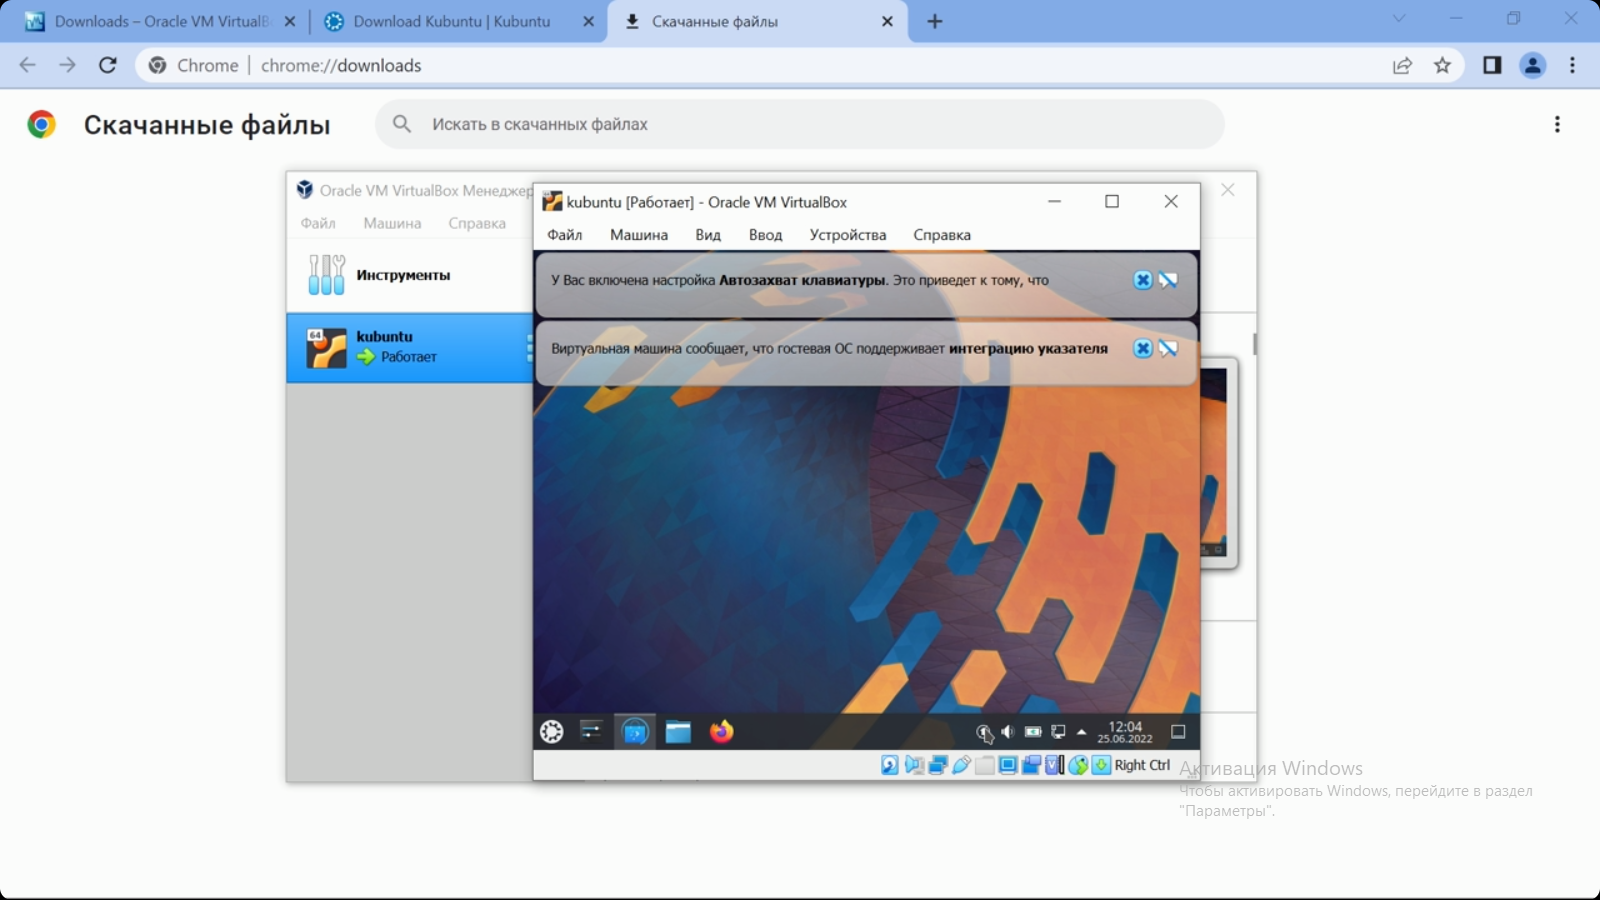 Downloads – Oracle VM VirtualB
Download Kubuntu | Kubuntu
Скачанные файлы
Chrome
chrome://downloads
Скачанные файлы
Искать в скачанных файлах
Oracle VM VirtualBox Менеджер
Файл Машина Справка
Инструменты
64
kubuntu
Работает
kubuntu [Работает] - Oracle VM VirtualBox
Файл Машина Вид Ввод Устройства Справка
У Вас включена настройка Автозахват клавиатуры. Это приведет к тому, что
Виртуальная машина сообщает, что гостевая ОС поддерживает интеграцию указателя
12:04
25.06.2022
Right Ctrl
Активация Windows
Чтобы активировать Windows, перейдите в раздел
"Параметры".